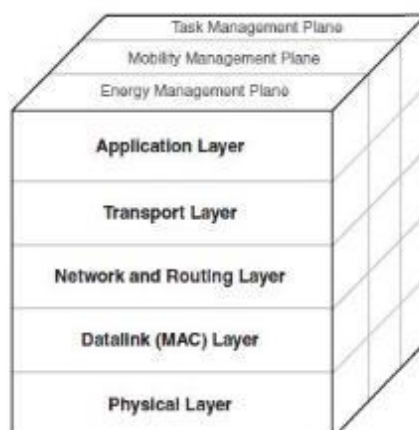 Task Management Plane
Mobility Management Plane
Energy Management Plane
Application Layer
Transport Layer
Network and Routing Layer
Datalink (MAC) Layer
Physical Layer